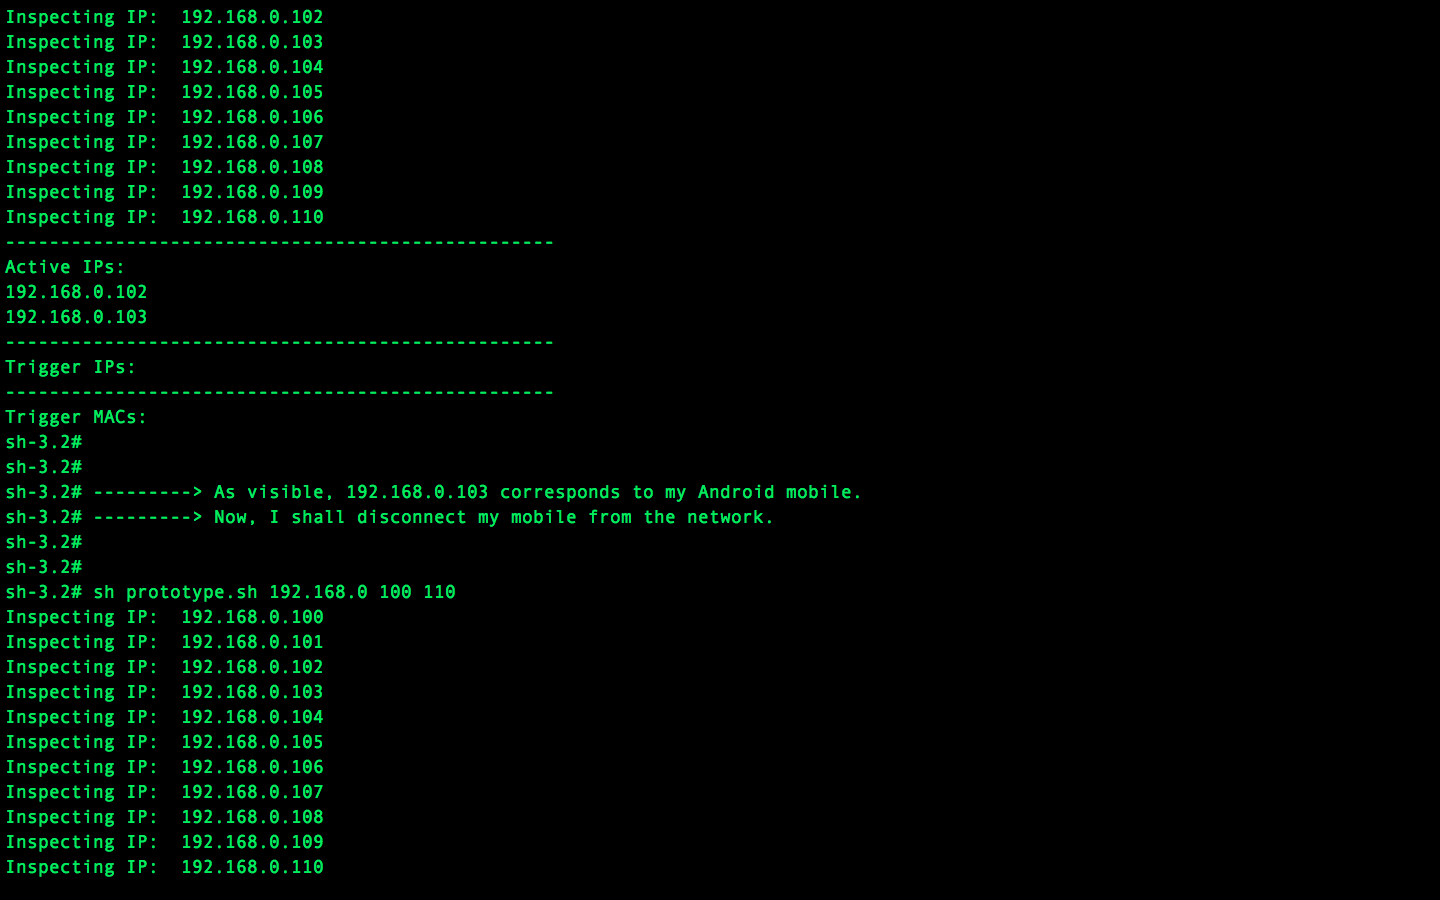 Inspecting IP:  192.168.0.102
Inspecting IP:  192.168.0.103
Inspecting IP:  192.168.0.104
Inspecting IP:  192.168.0.105
Inspecting IP:  192.168.0.106
Inspecting IP:  192.168.0.107
Inspecting IP:  192.168.0.108
Inspecting IP:  192.168.0.109
Inspecting IP:  192.168.0.110
--------------------------------------------------
Active IPs:
192.168.0.102
192.168.0.103
--------------------------------------------------
Trigger IPs:
--------------------------------------------------
Trigger MACs:
sh-3.2#
sh-3.2#
sh-3.2# ---------> As visible, 192.168.0.103 corresponds to my Android mobile.
sh-3.2# ---------> Now, I shall disconnect my mobile from the network.
sh-3.2#
sh-3.2#
sh-3.2# sh prototype.sh 192.168.0 100 110
Inspecting IP:  192.168.0.100
Inspecting IP:  192.168.0.101
Inspecting IP:  192.168.0.102
Inspecting IP:  192.168.0.103
Inspecting IP:  192.168.0.104
Inspecting IP:  192.168.0.105
Inspecting IP:  192.168.0.106
Inspecting IP:  192.168.0.107
Inspecting IP:  192.168.0.108
Inspecting IP:  192.168.0.109
Inspecting IP:  192.168.0.110